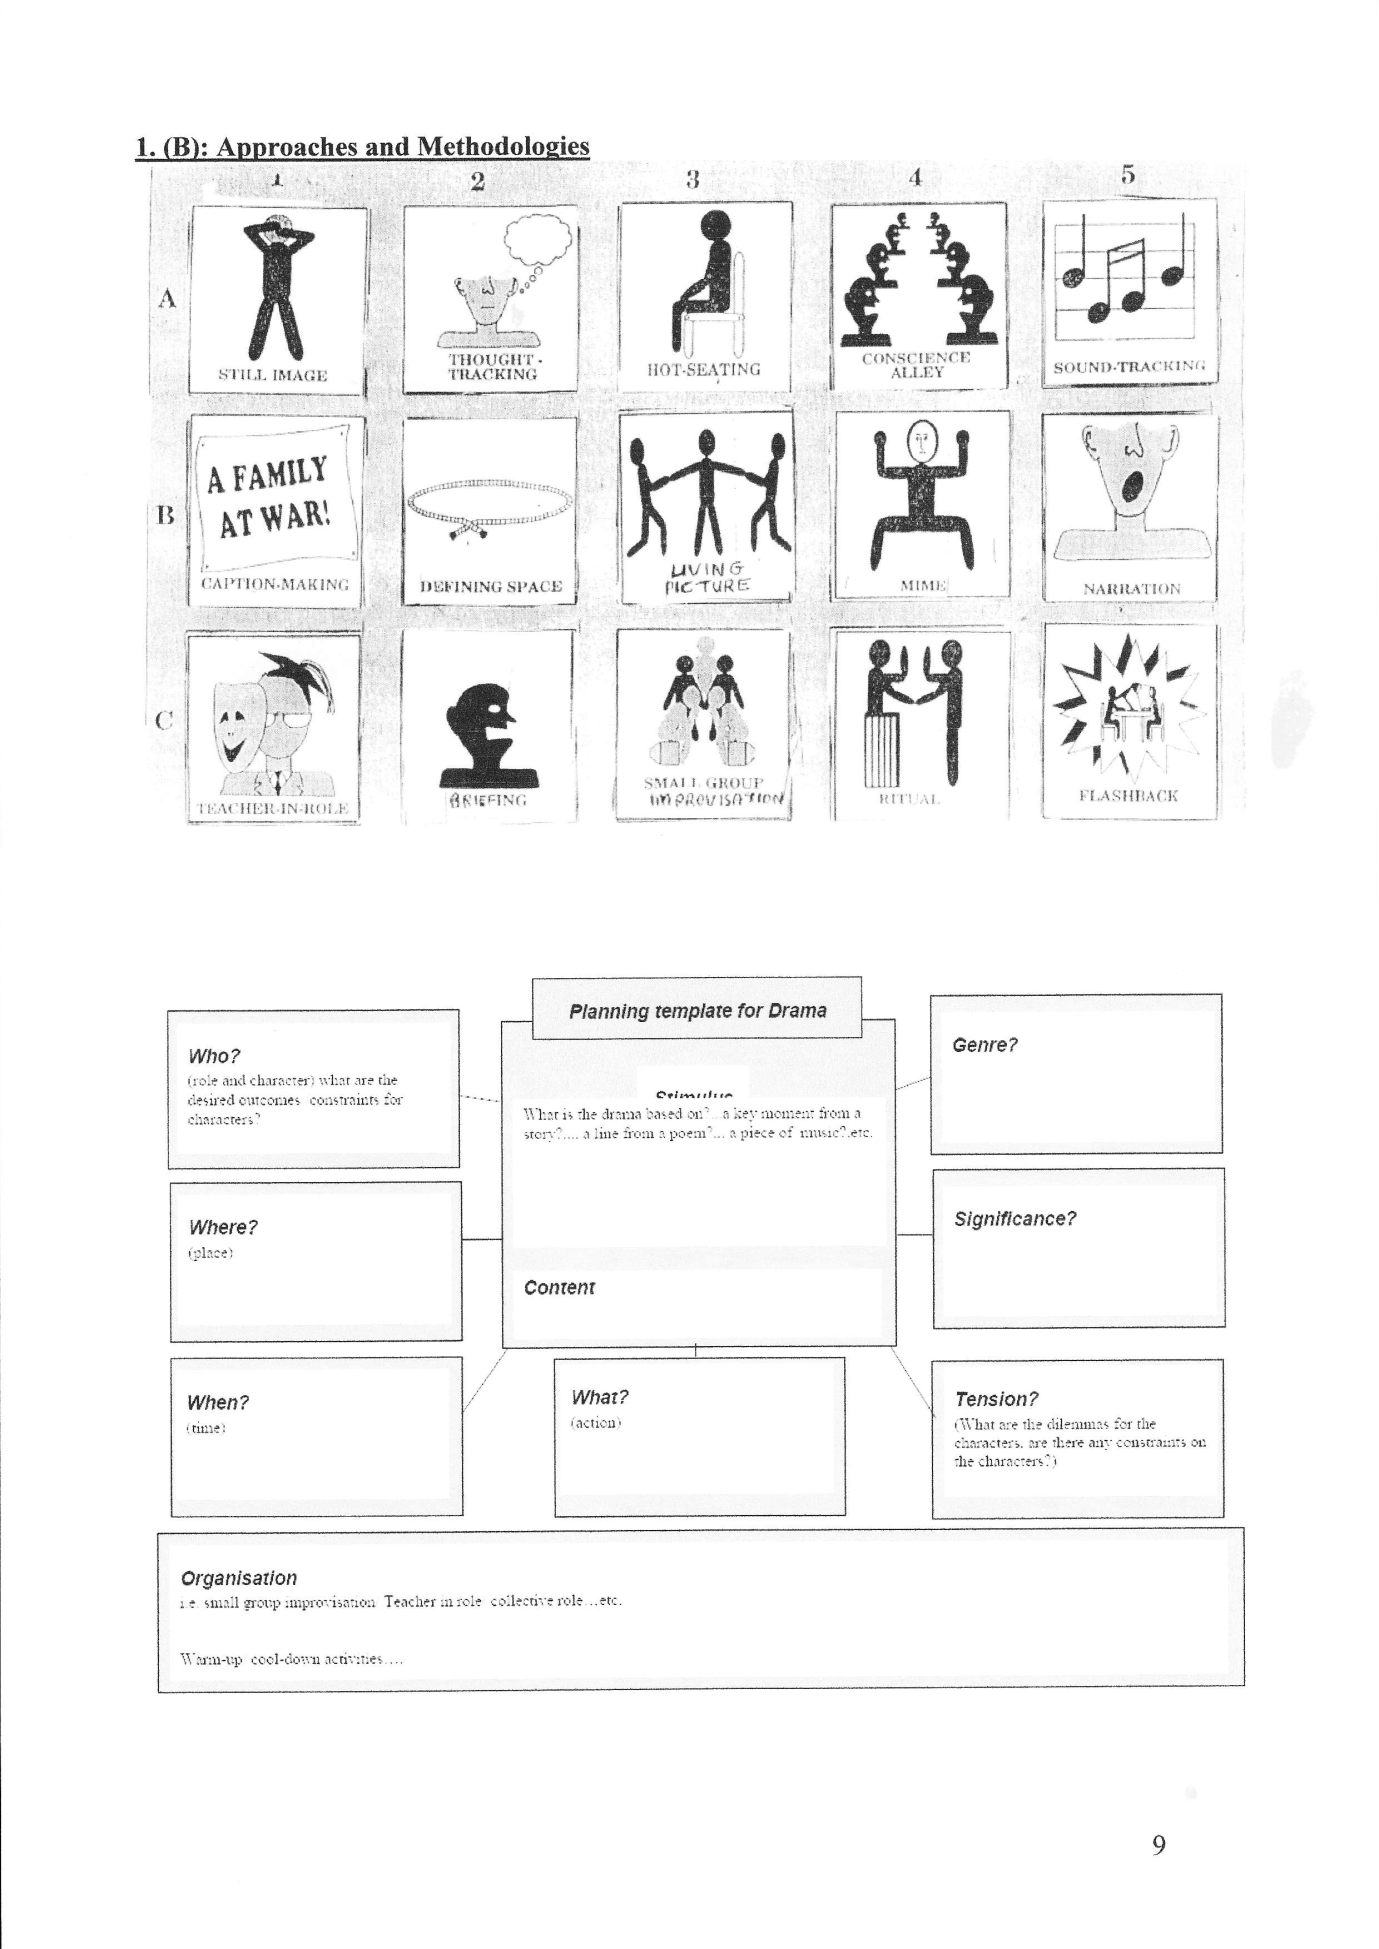 1. (B): Approaches and Methodologies
1 2 3 4 5
A
STILL IMAGE
THOUGHT-
TRACKING
HOT-SEATING
CONSCIENCE
ALLEY
SOUND-TRACKING
B
A FAMILY
AT WAR!
CAPTION-MAKING
DEFINING SPACE
LIVING
PICTURE
MIME
NARRATION
C
TEACHER-IN-ROLE
BRIEFING
SMALL GROUP
IMPROVISATION
RITUAL
FLASHBACK
Planning template for Drama
Who?
(role and character) what are the
desired outcomes constraints for
characters?
Stimulus
What is the drama based on?...a key moment from a
story?.... a line from a poem?... a piece of music?.etc.
Genre?
Where?
(place)
Significance?
Content
When?
(time)
What?
(action)
Tension?
(What are the dilemmas for the
characters, are there any constraints on
the characters?)
Organisation
i.e. small group improvisation Teacher in role collective role...etc.
Warm-up cool-down activities....
9